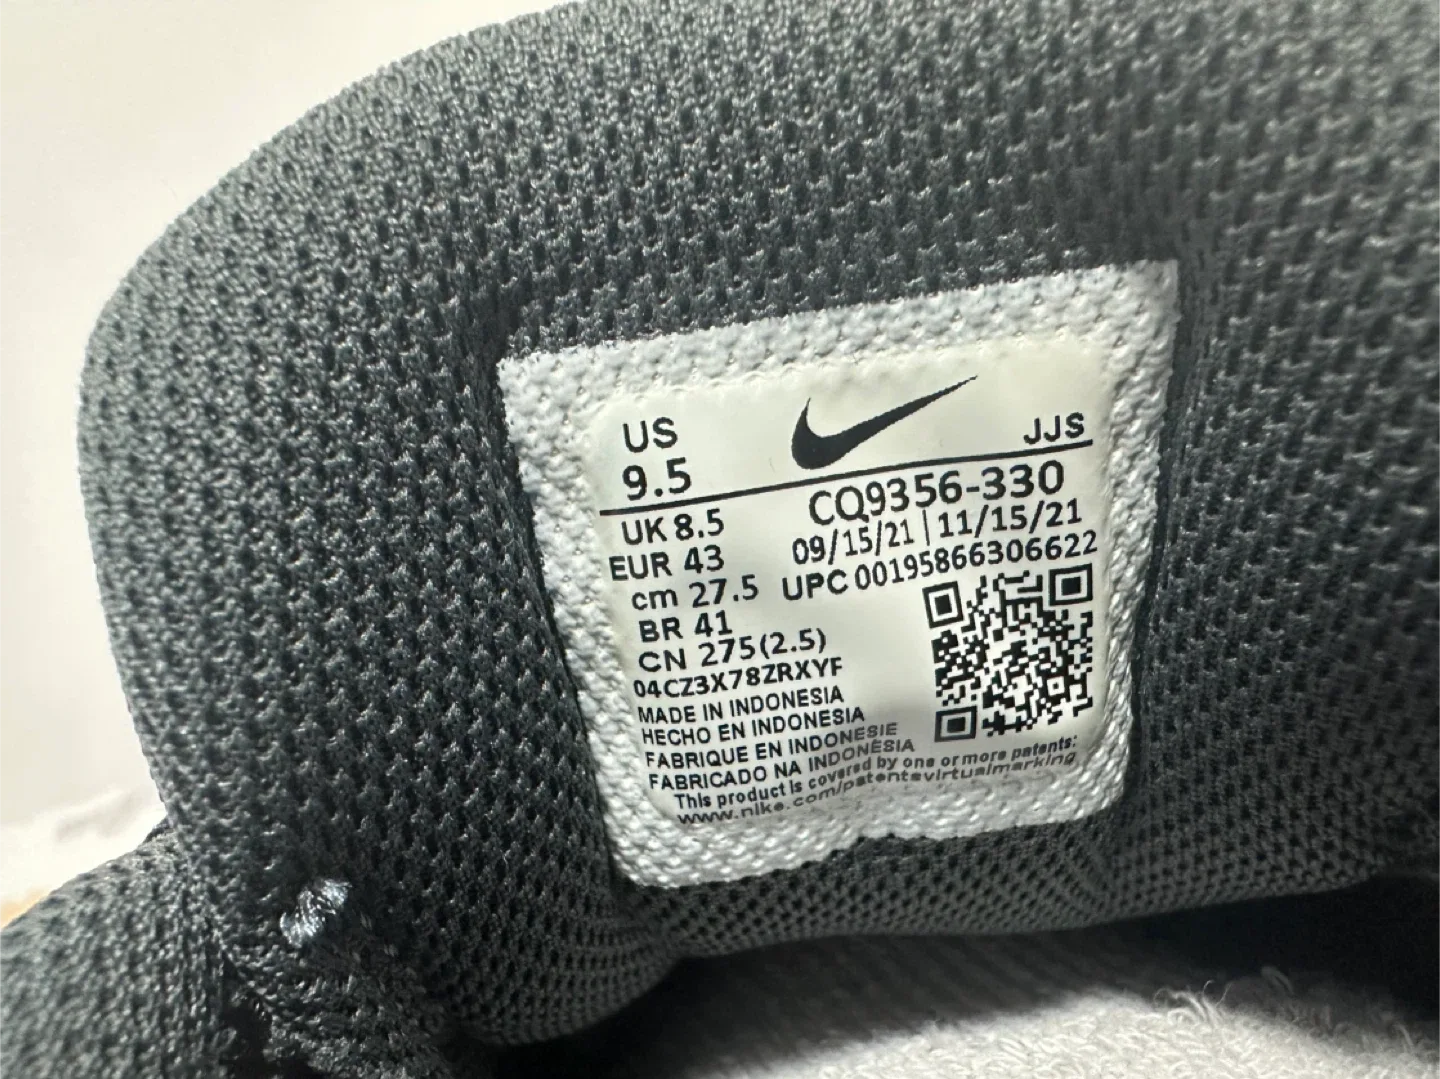 US
9.5
JJS
UK 8.5
EUR 43
cm 27.5
BR 41
CN 275(2.5)
CQ9356-330
09/15/21 | 11/15/21
UPC 00195866306622
04CZ3X78ZRXYF
MADE IN INDONESIA
HECHO EN INDONESIA
FABRIQUE EN INDONESIE
FABRICADO NA INDONÉSIA
This product is covered by one or more patents:
www.nike.com/patentsvirtualmarking